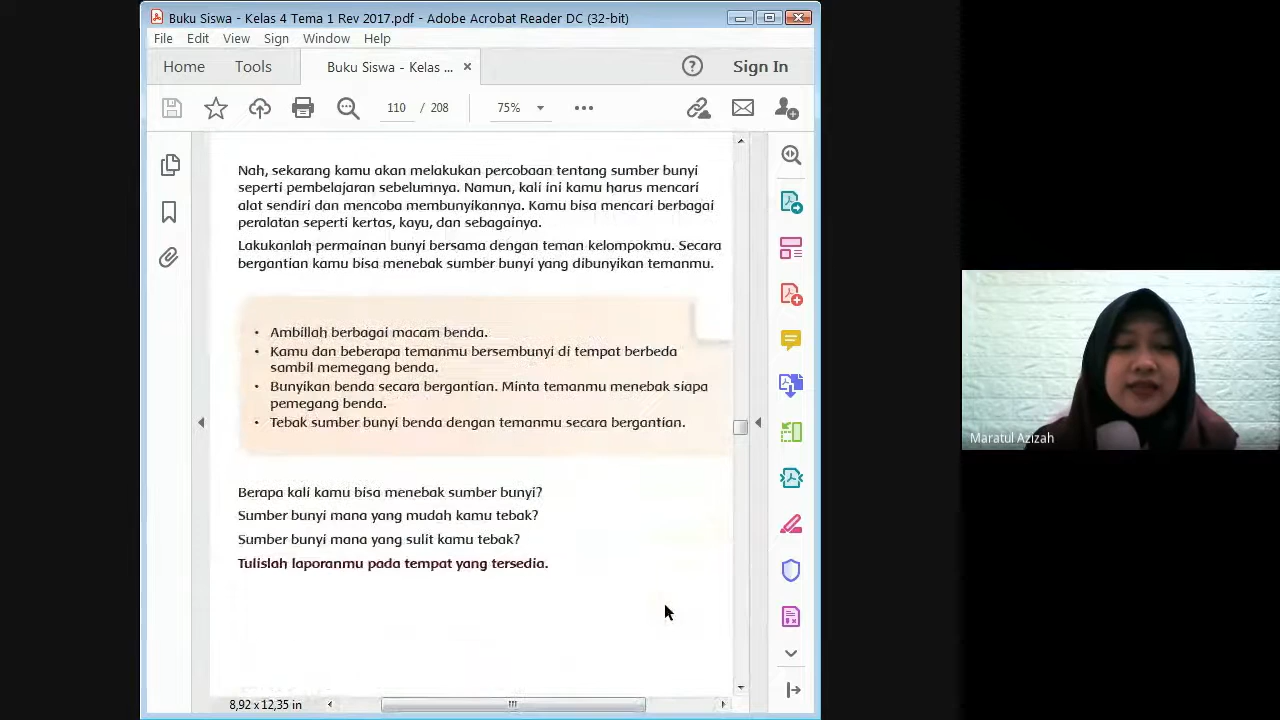 Buku Siswa - Kelas 4 Tema 1 Rev 2017.pdf - Adobe Acrobat Reader DC (32-bit)
File Edit View Sign Window Help
Home Tools Buku Siswa - Kelas ... × ? Sign In
110 / 208 75%
Nah, sekarang kamu akan melakukan percobaan tentang sumber bunyi
seperti pembelajaran sebelumnya. Namun, kali ini kamu harus mencari
alat sendiri dan mencoba membunyikannya. Kamu bisa mencari berbagai
peralatan seperti kertas, kayu, dan sebagainya.
Lakukanlah permainan bunyi bersama dengan teman kelompokmu. Secara
bergantian kamu bisa menebak sumber bunyi yang dibunyikan temanmu.
• Ambillah berbagai macam benda.
• Kamu dan beberapa temanmu bersembunyi di tempat berbeda
sambil memegang benda.
• Bunyikan benda secara bergantian. Minta temanmu menebak siapa
pemegang benda.
• Tebak sumber bunyi benda dengan temanmu secara bergantian.
Berapa kali kamu bisa menebak sumber bunyi?
Sumber bunyi mana yang mudah kamu tebak?
Sumber bunyi mana yang sulit kamu tebak?
Tulislah laporanmu pada tempat yang tersedia.
8,92 x 12,35 in
Maratul Azizah